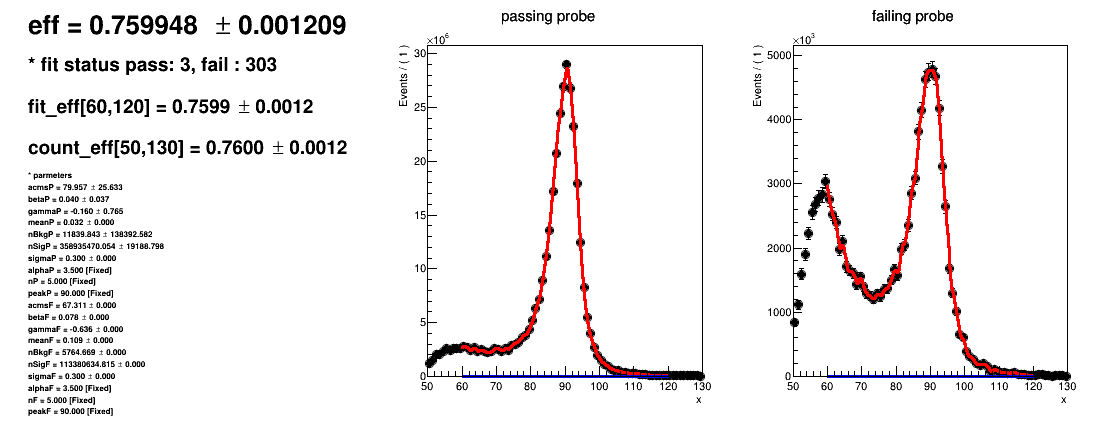 eff = 0.759948 ± 0.001209
* fit status pass: 3, fail : 303
fit_eff[60,120] = 0.7599 ± 0.0012
count_eff[50,130] = 0.7600 ± 0.0012
* parmeters
acmsP = 79.957 ± 25.633
betaP = 0.040 ± 0.037
gammaP = -0.160 ± 0.765
meanP = 0.032 ± 0.000
nBkgP = 11839.843 ± 138392.582
nSigP = 358935470.054 ± 19188.798
sigmaP = 0.300 ± 0.000
alphaP = 3.500 [Fixed]
nP = 5.000 [Fixed]
peakP = 90.000 [Fixed]
acmsF = 67.311 ± 0.000
betaF = 0.078 ± 0.000
gammaF = -0.636 ± 0.000
meanF = 0.109 ± 0.000
nBkgF = 5764.669 ± 0.000
nSigF = 113380634.815 ± 0.000
sigmaF = 0.300 ± 0.000
alphaF = 3.500 [Fixed]
nF = 5.000 [Fixed]
peakF = 90.000 [Fixed]
passing probe
×10⁶
Events / ( 1 )
30
25
20
15
10
5
0
50 60 70 80 90 100 110 120 130
x
failing probe
×10³
Events / ( 1 )
5000
4000
3000
2000
1000
0
50 60 70 80 90 100 110 120 130
x